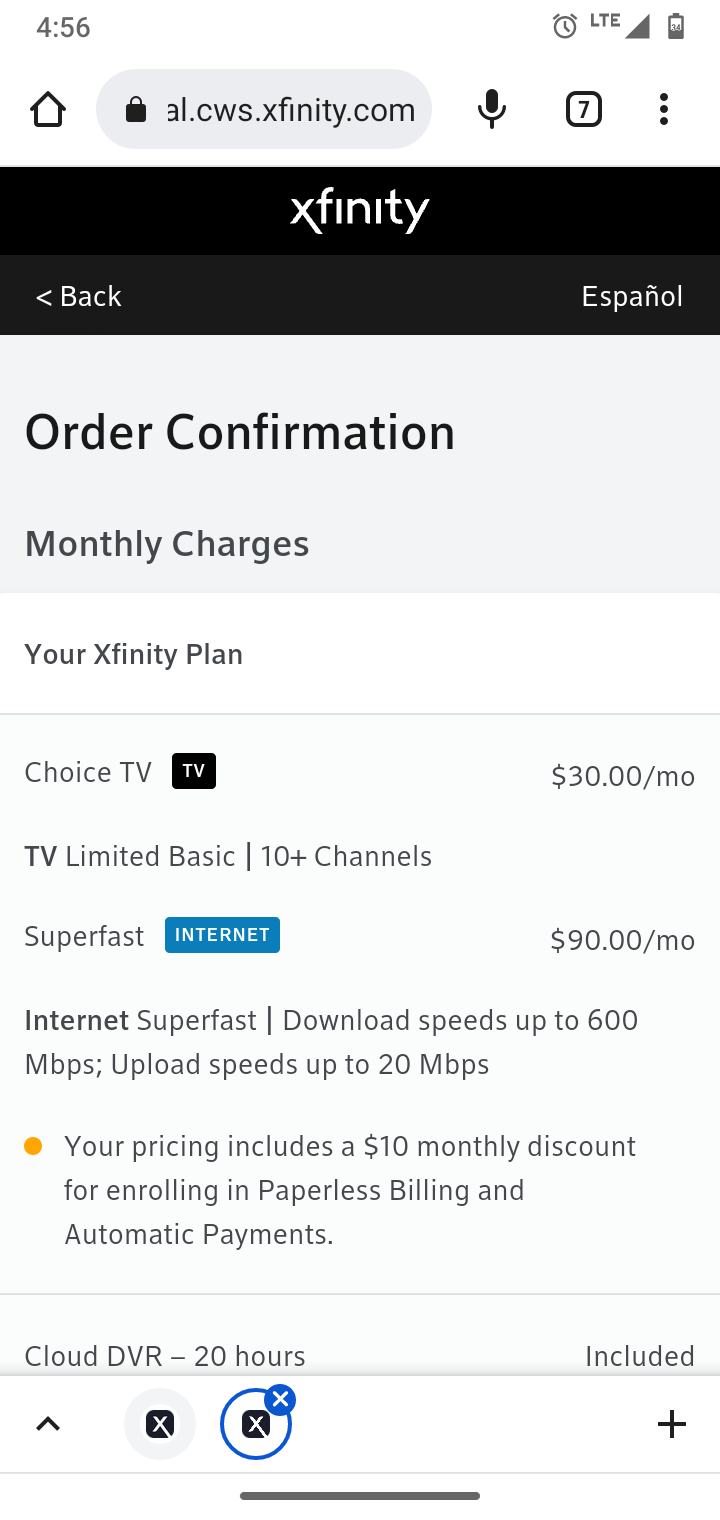 4:56
LTE
34
al.cws.xfinity.com
7
xfinity
< Back
Español
Order Confirmation
Monthly Charges
Your Xfinity Plan
Choice TV TV $30.00/mo
TV Limited Basic | 10+ Channels
Superfast INTERNET $90.00/mo
Internet Superfast | Download speeds up to 600
Mbps; Upload speeds up to 20 Mbps
Your pricing includes a $10 monthly discount
for enrolling in Paperless Billing and
Automatic Payments.
Cloud DVR – 20 hours Included
X
X